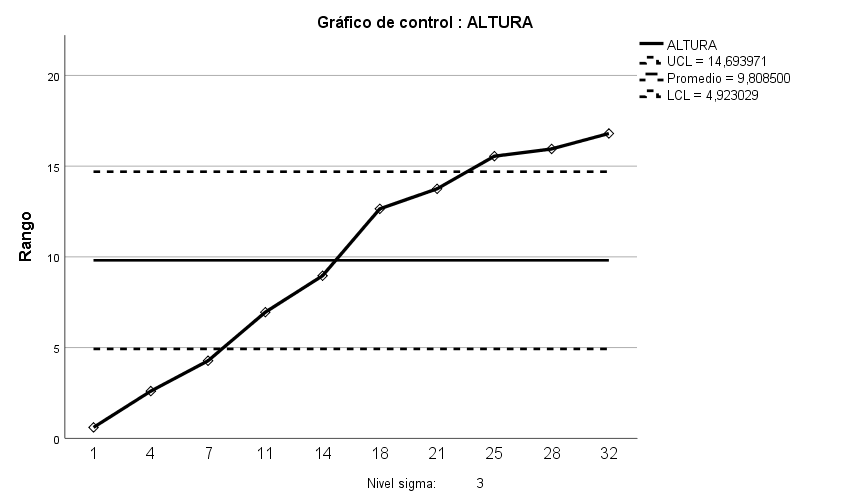 Gráfico de control : ALTURA
ALTURA
UCL = 14,693971
Promedio = 9,808500
LCL = 4,923029
Rango
20
15
10
5
0
1 4 7 11 14 18 21 25 28 32
Nivel sigma: 3